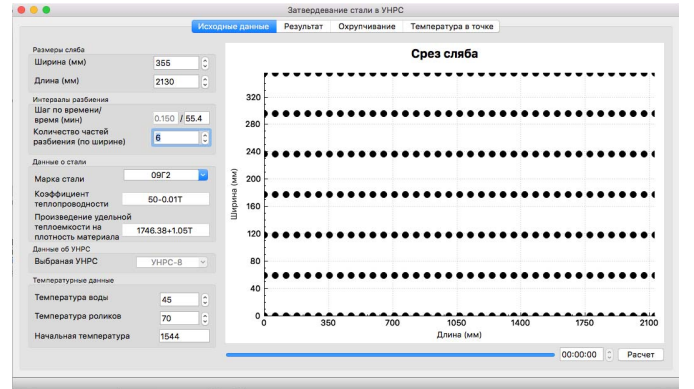 Затвердевание стали в УНРС
Исходные данные Результат Охрупчивание Температура в точке
Размеры сляба
Ширина (мм) 355
Длина (мм) 2130
Интервалы разбиения
Шаг по времени/
время (мин) 0.150 / 55.4
Количество частей
разбиения (по ширине) 6
Данные о стали
Марка стали 09Г2
Коэффициент
теплопроводности 50-0.01T
Произведение удельной
теплоемкости на
плотность материала 1746.38+1.05T
Данные об УНРС
Выбраная УНРС УНРС-8
Температурные данные
Температура воды 45
Температура роликов 70
Начальная температура 1544
Срез сляба
Ширина (мм)
320
280
240
200
160
120
80
40
0
0 350 700 1050 1400 1750 2100
Длина (мм)
00:00:00 Расчет